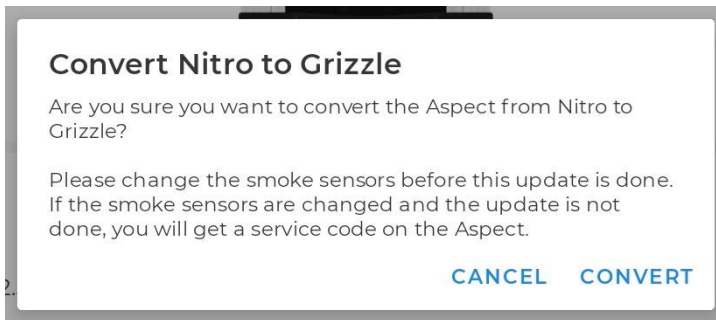 Convert Nitro to Grizzle
Are you sure you want to convert the Aspect from Nitro to
Grizzle?
Please change the smoke sensors before this update is done.
If the smoke sensors are changed and the update is not
done, you will get a service code on the Aspect.
CANCEL CONVERT
2.